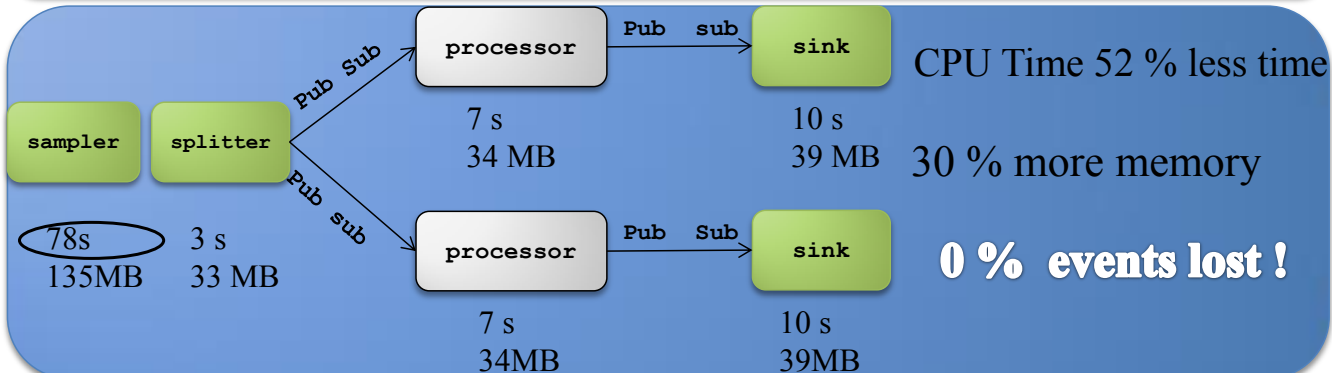 processor
Pub sub
sink
CPU Time 52 % less time
Pub Sub
7 s
34 MB
10 s
39 MB
sampler
splitter
30 % more memory
Pub sub
78s
135MB
3 s
33 MB
processor
Pub Sub
sink
0 % events lost !
7 s
34MB
10 s
39MB